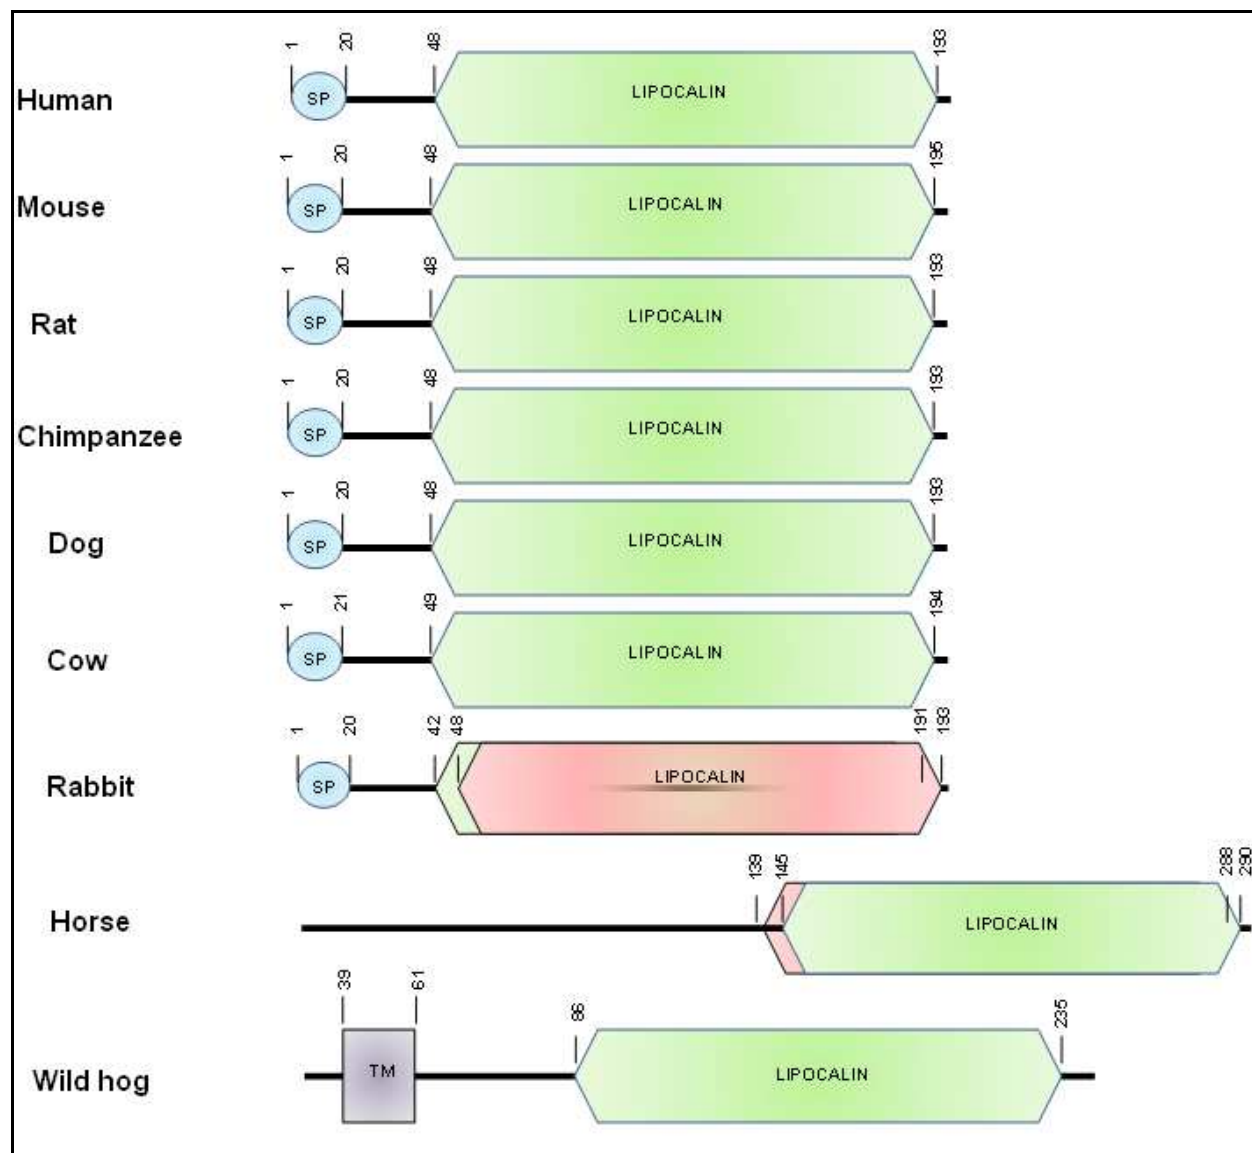 1 20 48 193
Human SP LIPOCALIN
1 20 48 195
Mouse SP LIPOCALIN
1 20 48 193
Rat SP LIPOCALIN
1 20 48 193
Chimpanzee SP LIPOCALIN
1 20 48 193
Dog SP LIPOCALIN
1 21 49 194
Cow SP LIPOCALIN
1 20 42 48 191 193
Rabbit SP LIPOCALIN
139 145 288 290
Horse LIPOCALIN
39 61 86 235
Wild hog TM LIPOCALIN